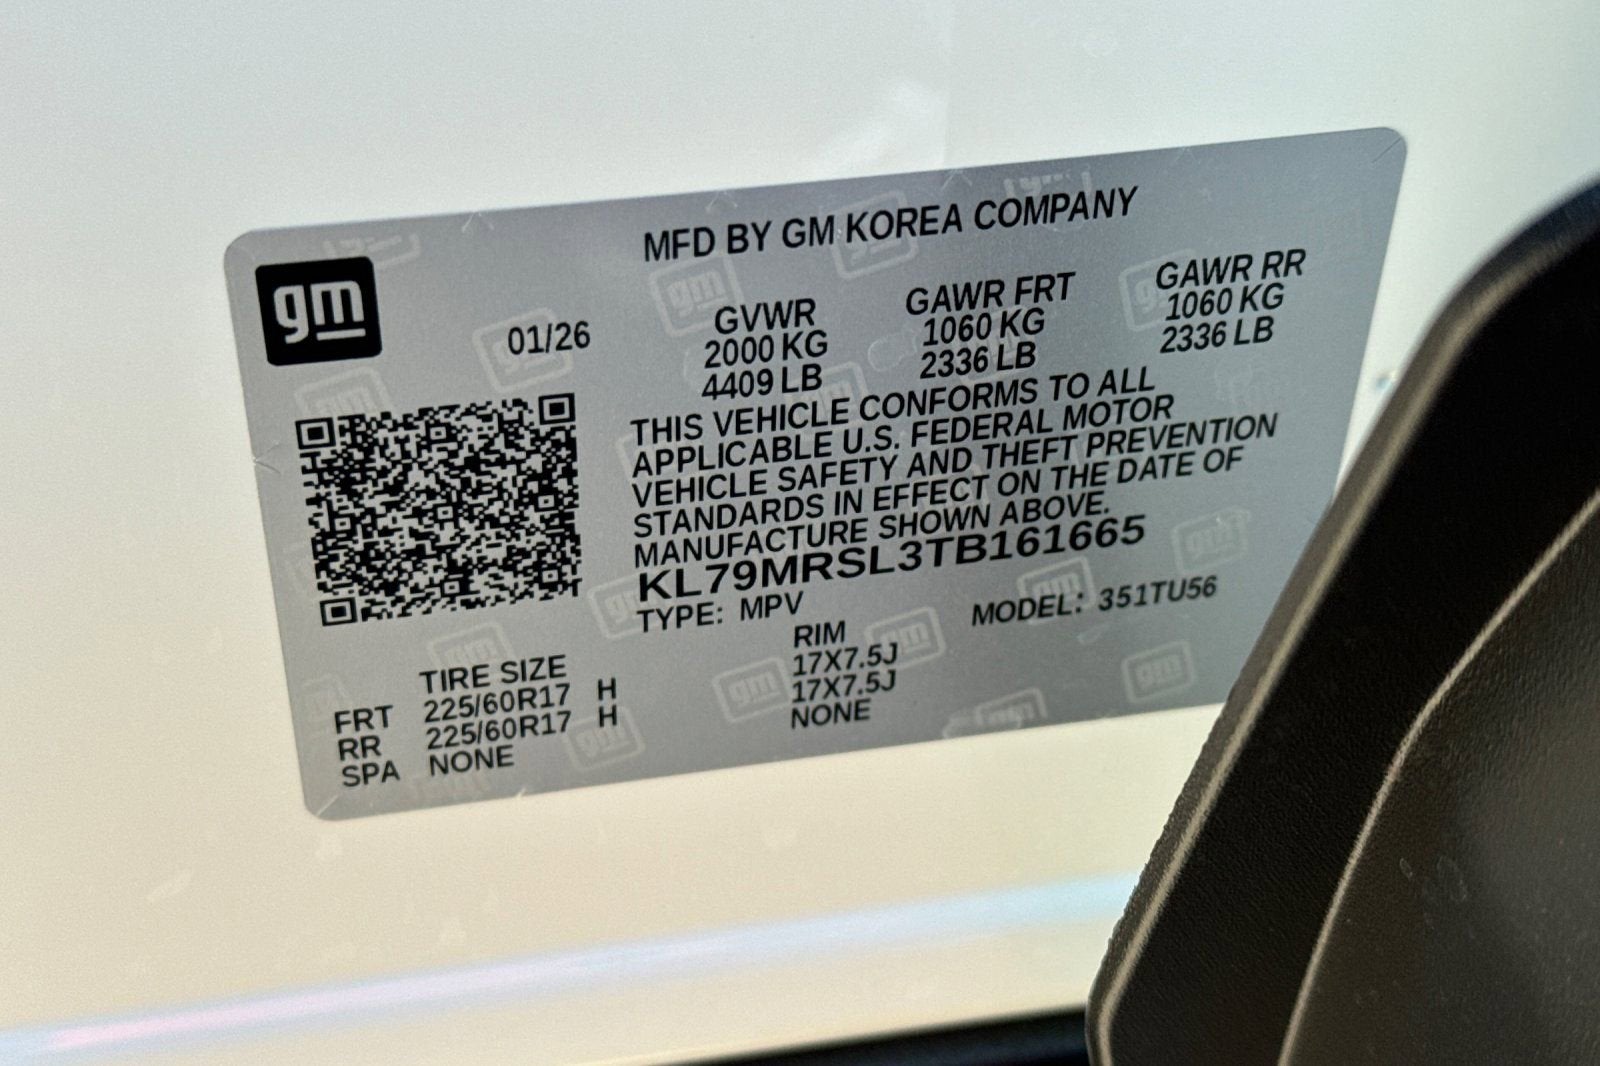 MFD BY GM KOREA COMPANY
gm
01/26
GVWR GAWR FRT GAWR RR
2000 KG 1060 KG 1060 KG
4409 LB 2336 LB 2336 LB
THIS VEHICLE CONFORMS TO ALL
APPLICABLE U.S. FEDERAL MOTOR
VEHICLE SAFETY AND THEFT PREVENTION
STANDARDS IN EFFECT ON THE DATE OF
MANUFACTURE SHOWN ABOVE.
KL79MRSL3TB161665
TYPE: MPV MODEL: 351TU56
TIRE SIZE RIM
FRT 225/60R17 H 17X7.5J
RR 225/60R17 H 17X7.5J
SPA NONE NONE